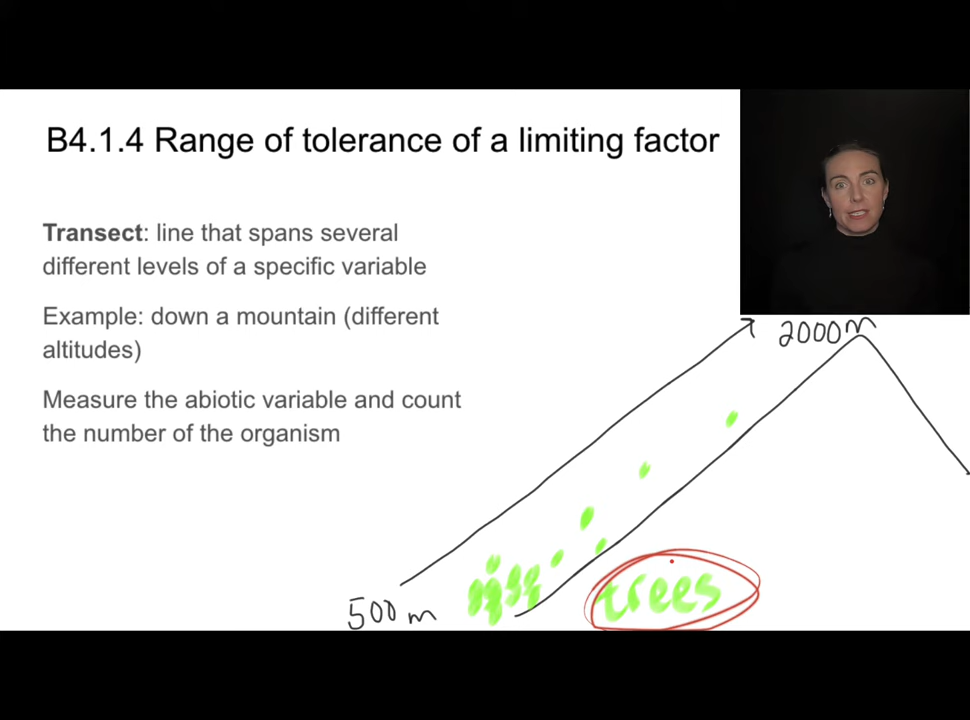 B4.1.4 Range of tolerance of a limiting factor
Transect: line that spans several
different levels of a specific variable
Example: down a mountain (different
altitudes)
Measure the abiotic variable and count
the number of the organism
2000m
500m
trees